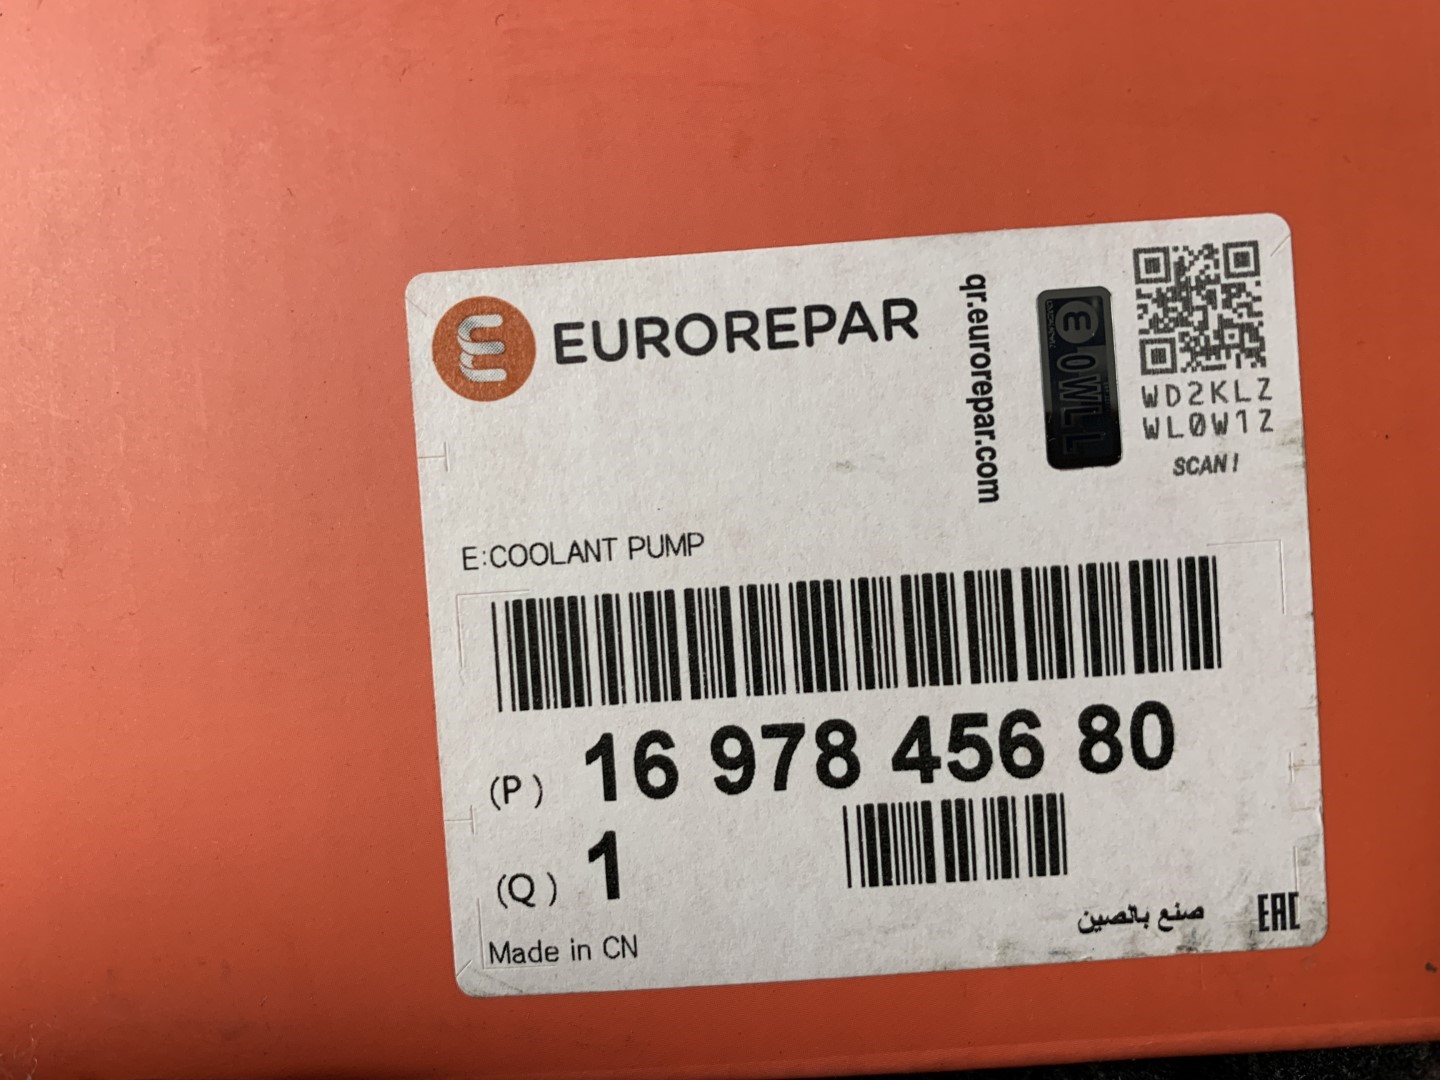 EUROREPAR
qr.eurorepar.com
0WLL
WD2KLZ
WL0W1Z
SCAN!
E:COOLANT PUMP
(P) 16 978 456 80
(Q) 1
Made in CN
صنع بالصين
EAC